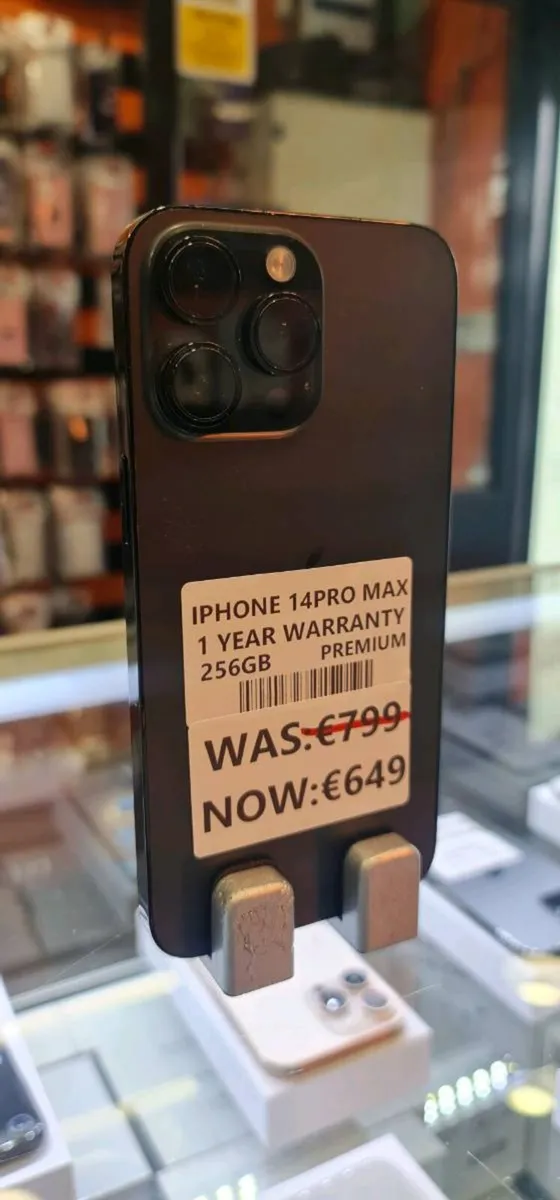 IPHONE 14PRO MAX
1 YEAR WARRANTY
256GB PREMIUM
WAS:€799
NOW:€649